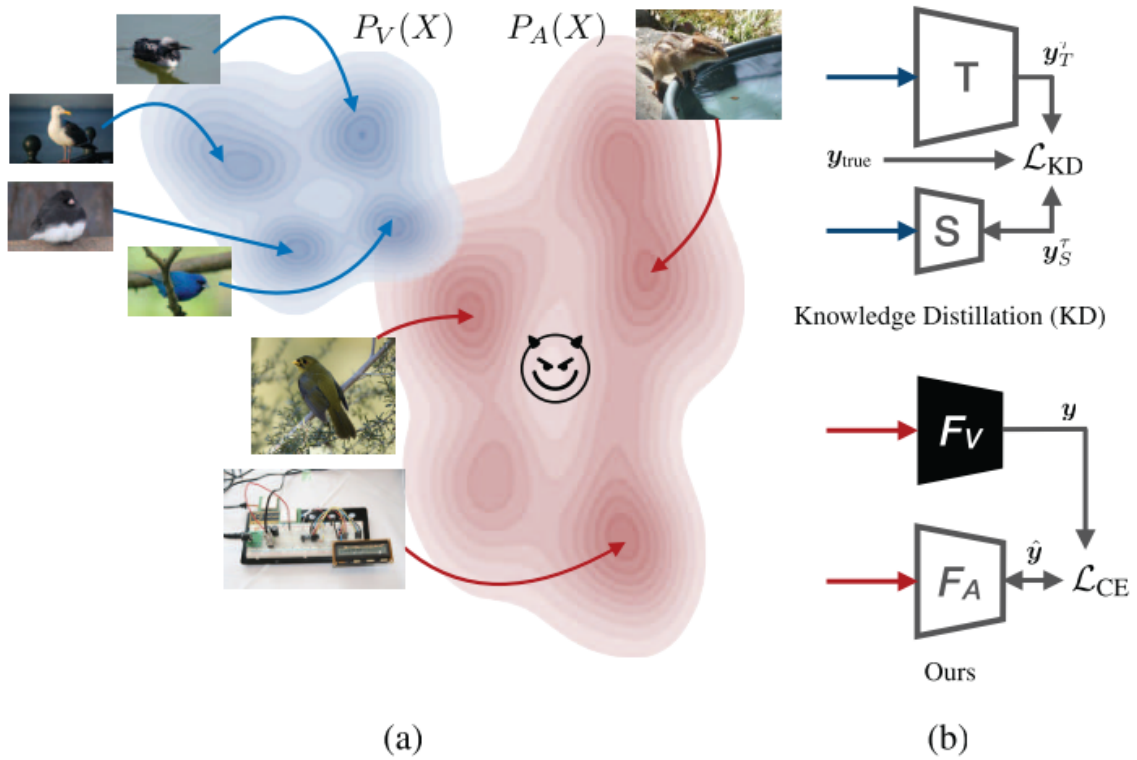 P_V(X) P_A(X)
T
y_T^τ
y_true
ℒ_KD
S
y_S^τ
Knowledge Distillation (KD)
F_V
y
F_A
ŷ
ℒ_CE
Ours
(a)
(b)